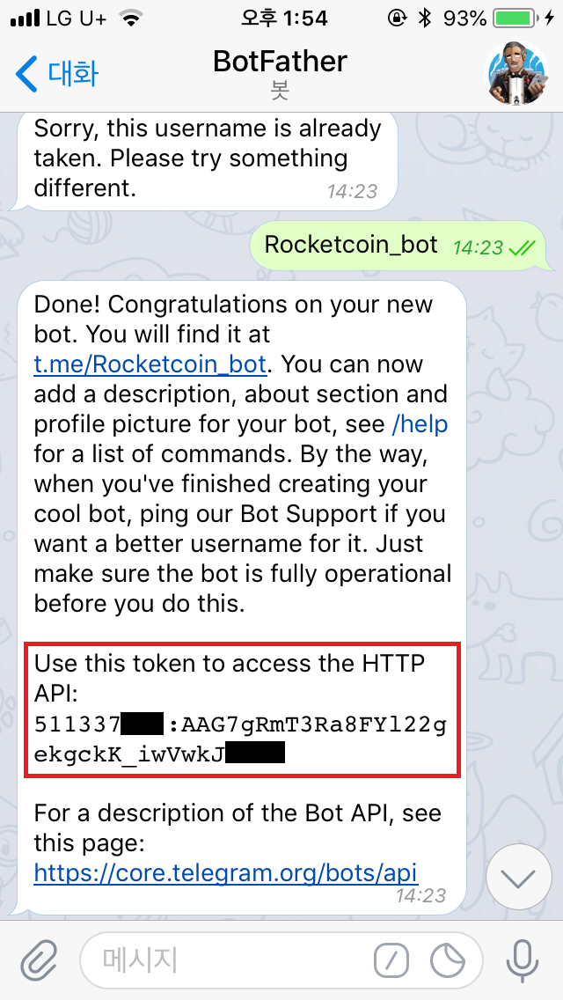 LG U+ 오후 1:54 93%
대화 BotFather
봇
Sorry, this username is already
taken. Please try something
different. 14:23
Rocketcoin_bot 14:23
Done! Congratulations on your new
bot. You will find it at
t.me/Rocketcoin_bot. You can now
add a description, about section and
profile picture for your bot, see /help
for a list of commands. By the way,
when you've finished creating your
cool bot, ping our Bot Support if you
want a better username for it. Just
make sure the bot is fully operational
before you do this.
Use this token to access the HTTP
API:
511337 :AAG7gRmT3Ra8FYl22g
ekgckK_iwVwkJ
For a description of the Bot API, see
this page:
https://core.telegram.org/bots/api
14:23
메시지